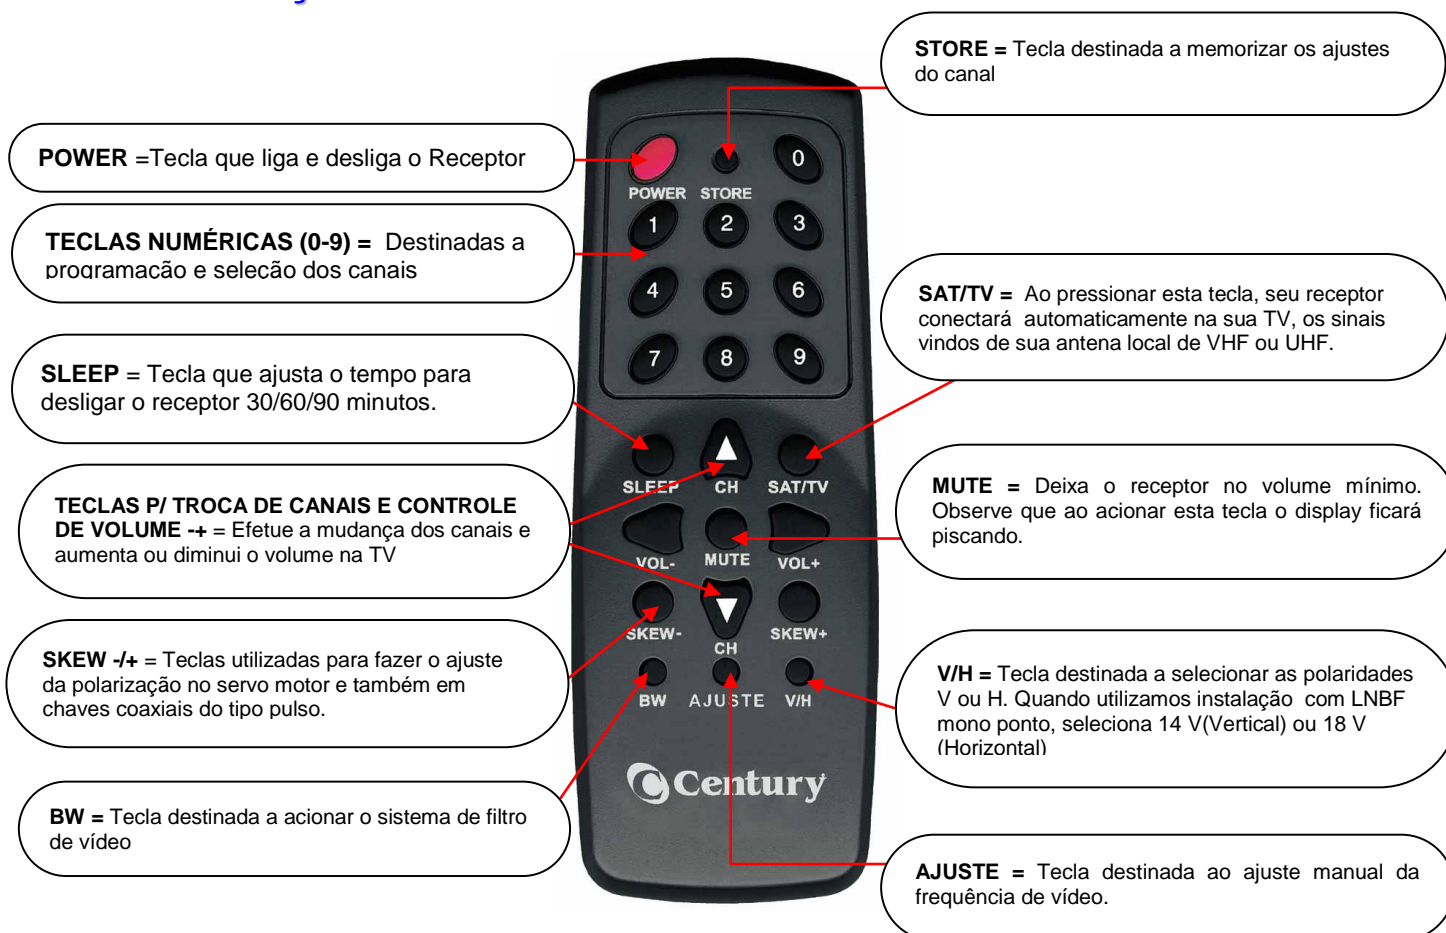 STORE = Tecla destinada a memorizar os ajustes
do canal
POWER =Tecla que liga e desliga o Receptor
TECLAS NUMÉRICAS (0-9) = Destinadas a
programação e seleção dos canais
SLEEP = Tecla que ajusta o tempo para
desligar o receptor 30/60/90 minutos.
TECLAS P/ TROCA DE CANAIS E CONTROLE
DE VOLUME -+ = Efetue a mudança dos canais e
aumenta ou diminui o volume na TV
SKEW -/+ = Teclas utilizadas para fazer o ajuste
da polarização no servo motor e também em
chaves coaxiais do tipo pulso.
BW = Tecla destinada a acionar o sistema de filtro
de vídeo
0
POWER STORE
1 2 3
4 5 6
7 8 9
SLEEP CH SAT/TV
VOL- MUTE VOL+
SKEW- SKEW+
CH
BW AJUSTE V/H
Century
SAT/TV = Ao pressionar esta tecla, seu receptor
conectará automaticamente na sua TV, os sinais
vindos de sua antena local de VHF ou UHF.
MUTE = Deixa o receptor no volume mínimo.
Observe que ao acionar esta tecla o display ficará
piscando.
V/H = Tecla destinada a selecionar as polaridades
V ou H. Quando utilizamos instalação com LNBF
mono ponto, seleciona 14 V(Vertical) ou 18 V
(Horizontal)
AJUSTE = Tecla destinada ao ajuste manual da
frequência de vídeo.